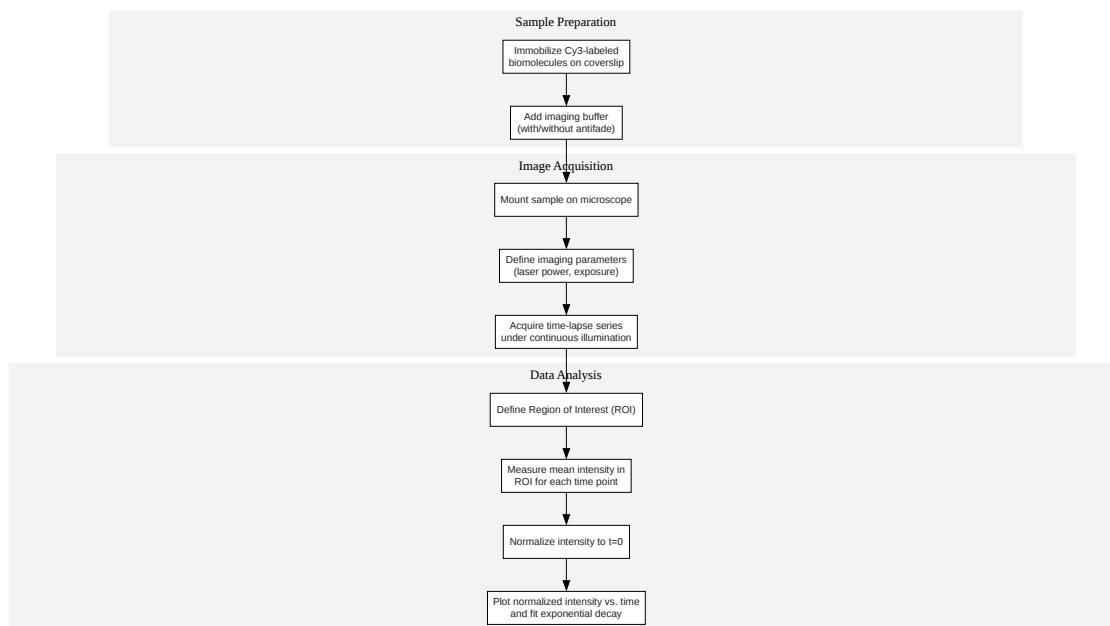 Sample Preparation
Immobilize Cy3-labeled
biomolecules on coverslip
Add imaging buffer
(with/without antifade)
Image Acquisition
Mount sample on microscope
Define imaging parameters
(laser power, exposure)
Acquire time-lapse series
under continuous illumination
Data Analysis
Define Region of Interest (ROI)
Measure mean intensity in
ROI for each time point
Normalize intensity to t=0
Plot normalized intensity vs. time
and fit exponential decay